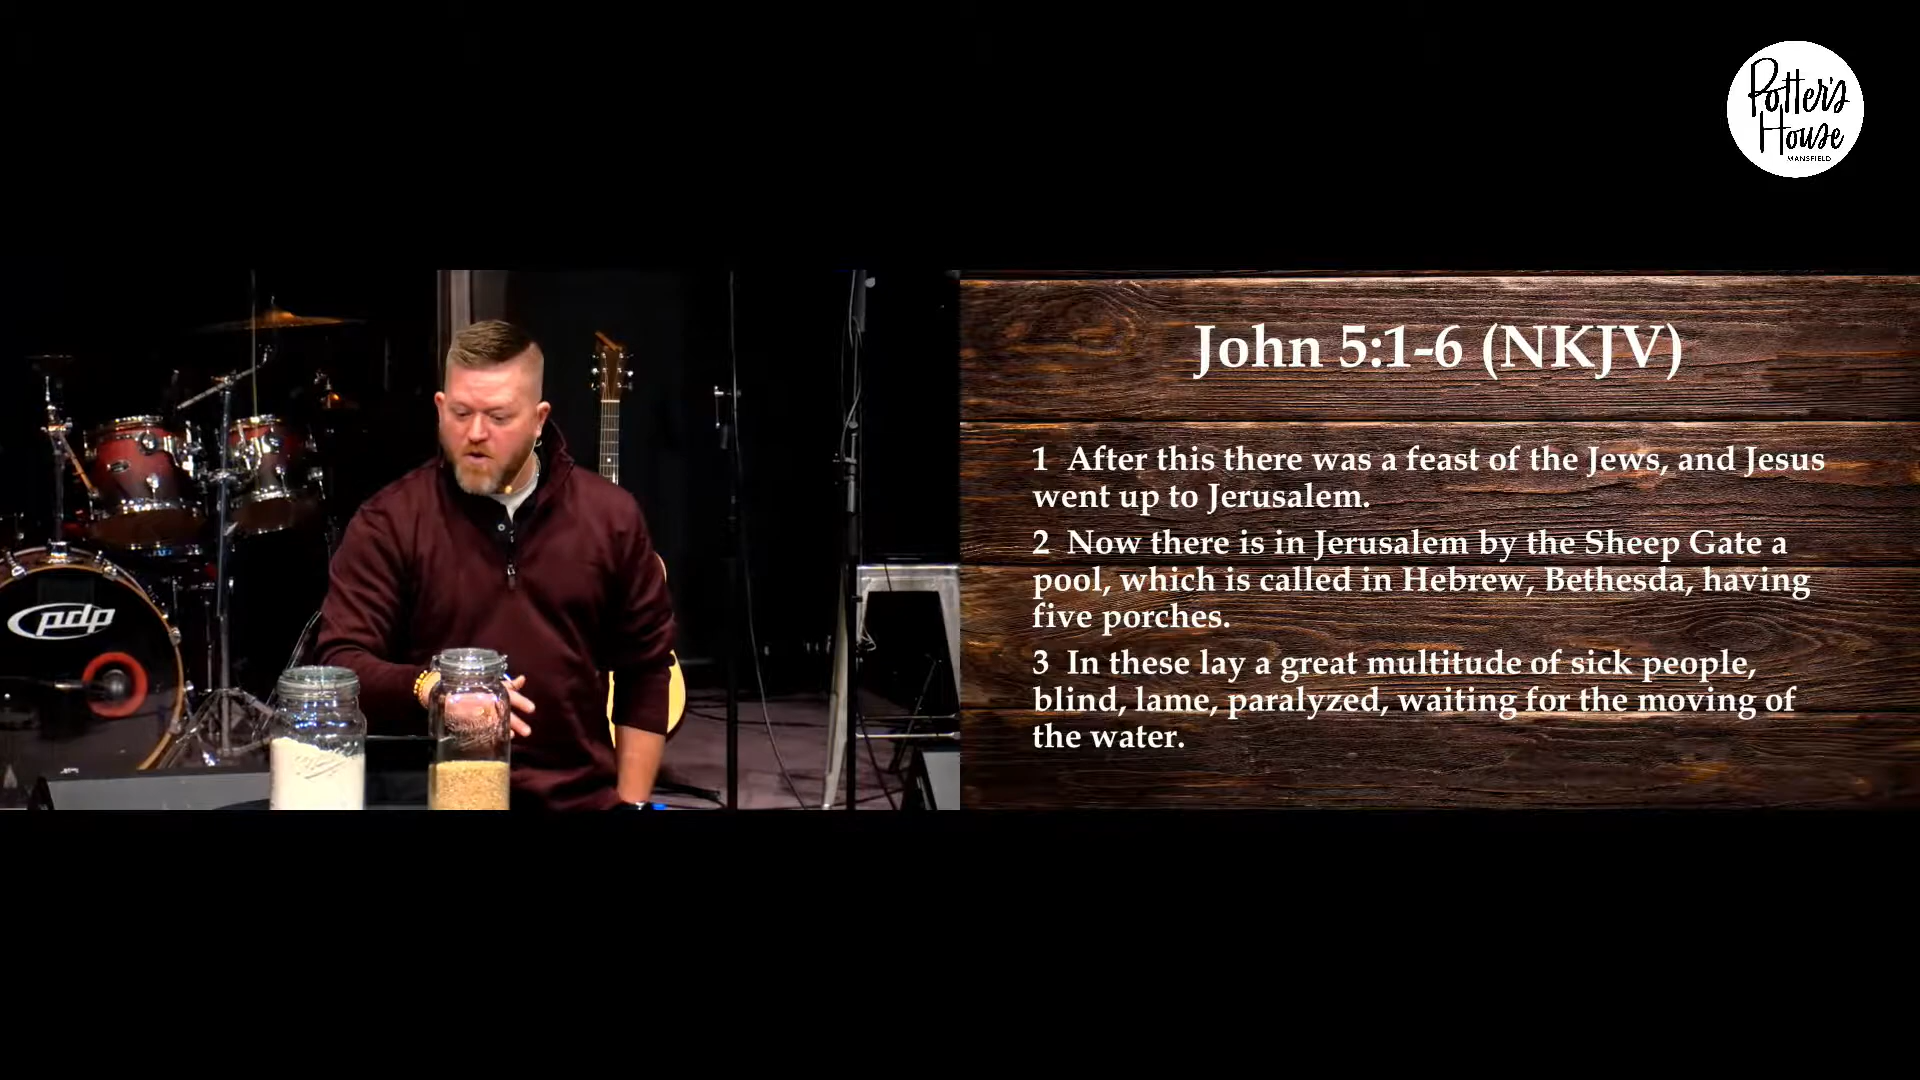 Potter's
House
MANSFIELD
John 5:1-6 (NKJV)
1 After this there was a feast of the Jews, and Jesus
went up to Jerusalem.
2 Now there is in Jerusalem by the Sheep Gate a
pool, which is called in Hebrew, Bethesda, having
five porches.
3 In these lay a great multitude of sick people,
blind, lame, paralyzed, waiting for the moving of
the water.
pdp